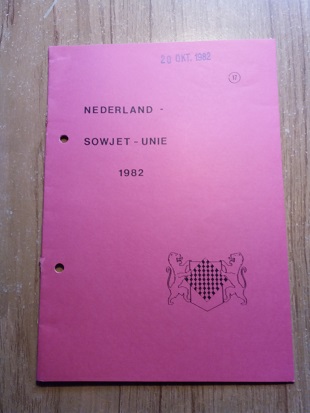 20 OKT. 1982
NEDERLAND -
SOWJET - UNIE
1982